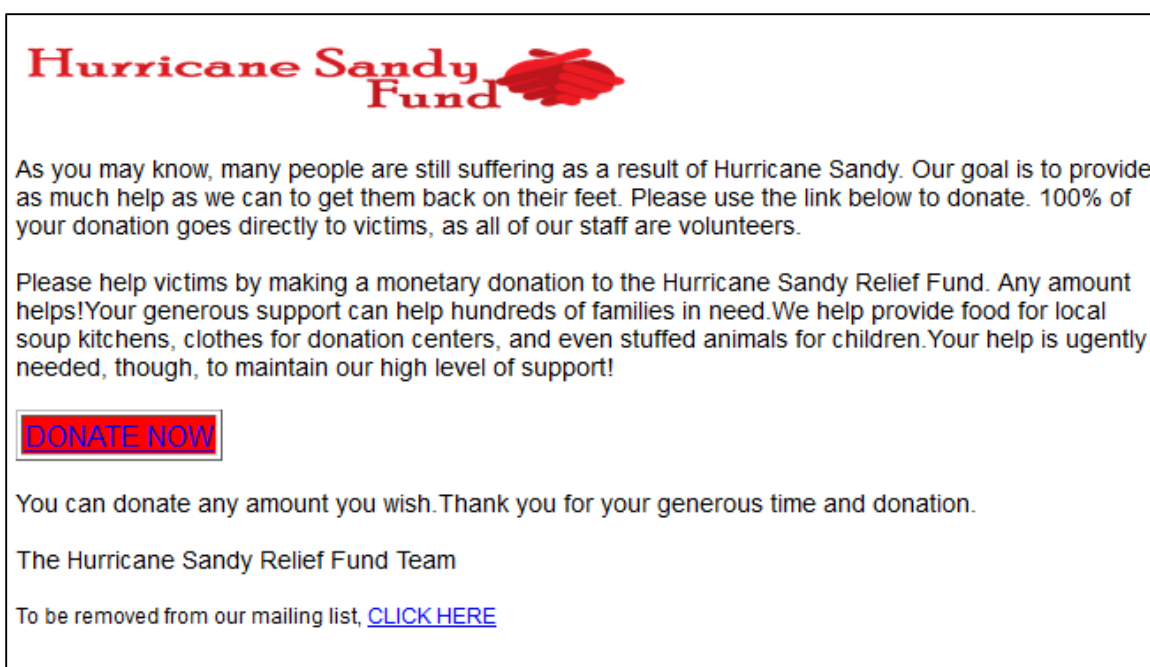 Hurricane Sandy
Fund
As you may know, many people are still suffering as a result of Hurricane Sandy. Our goal is to provide
as much help as we can to get them back on their feet. Please use the link below to donate. 100% of
your donation goes directly to victims, as all of our staff are volunteers.
Please help victims by making a monetary donation to the Hurricane Sandy Relief Fund. Any amount
helps!Your generous support can help hundreds of families in need.We help provide food for local
soup kitchens, clothes for donation centers, and even stuffed animals for children.Your help is ugently
needed, though, to maintain our high level of support!
DONATE NOW
You can donate any amount you wish.Thank you for your generous time and donation.
The Hurricane Sandy Relief Fund Team
To be removed from our mailing list, CLICK HERE